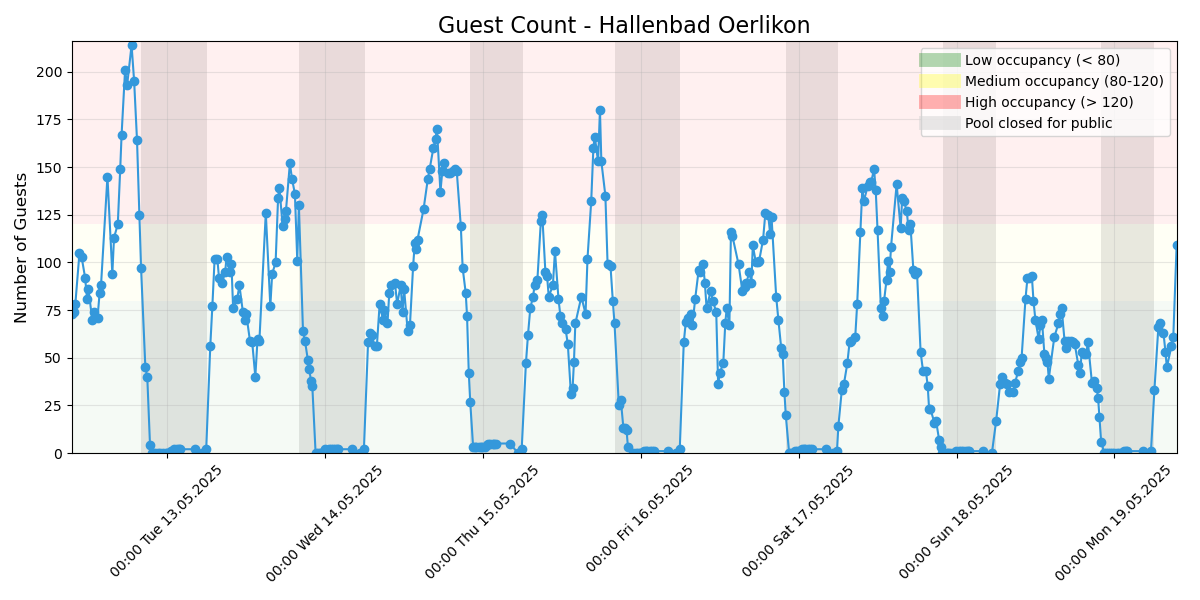 Guest Count - Hallenbad Oerlikon
Low occupancy (< 80)
Medium occupancy (80-120)
High occupancy (> 120)
Pool closed for public
Number of Guests
200
175
150
125
100
75
50
25
0
00:00 Tue 13.05.2025
00:00 Wed 14.05.2025
00:00 Thu 15.05.2025
00:00 Fri 16.05.2025
00:00 Sat 17.05.2025
00:00 Sun 18.05.2025
00:00 Mon 19.05.2025